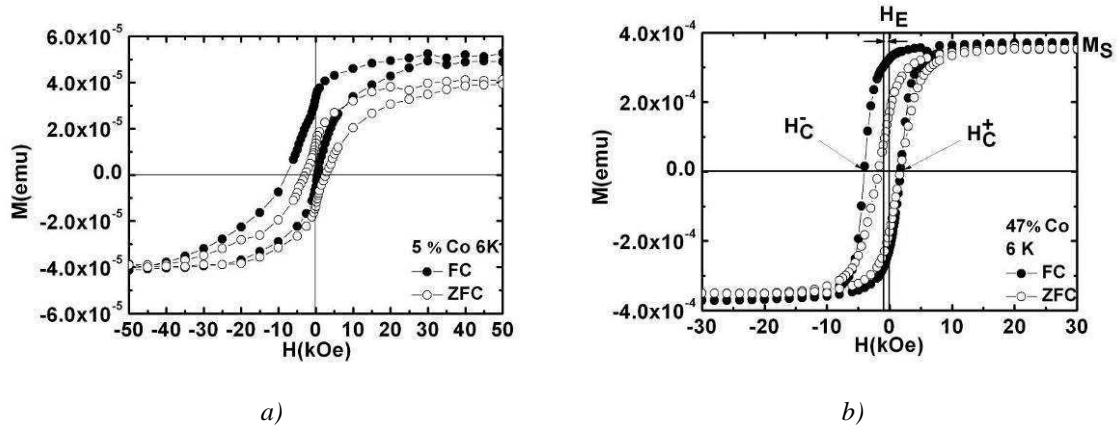 6.0x10⁻⁵
4.0x10⁻⁵
2.0x10⁻⁵
0.0
-2.0x10⁻⁵
-4.0x10⁻⁵
-6.0x10⁻⁵
M(emu)
-50 -40 -30 -20 -10 0 10 20 30 40 50
H(kOe)
5 % Co 6K
FC
ZFC
a)
H_E
M_S
4.0x10⁻⁴
2.0x10⁻⁴
0.0
-2.0x10⁻⁴
-4.0x10⁻⁴
M(emu)
H_C⁻
H_C⁺
47% Co
6 K
FC
ZFC
-30 -20 -10 0 10 20 30
H(kOe)
b)